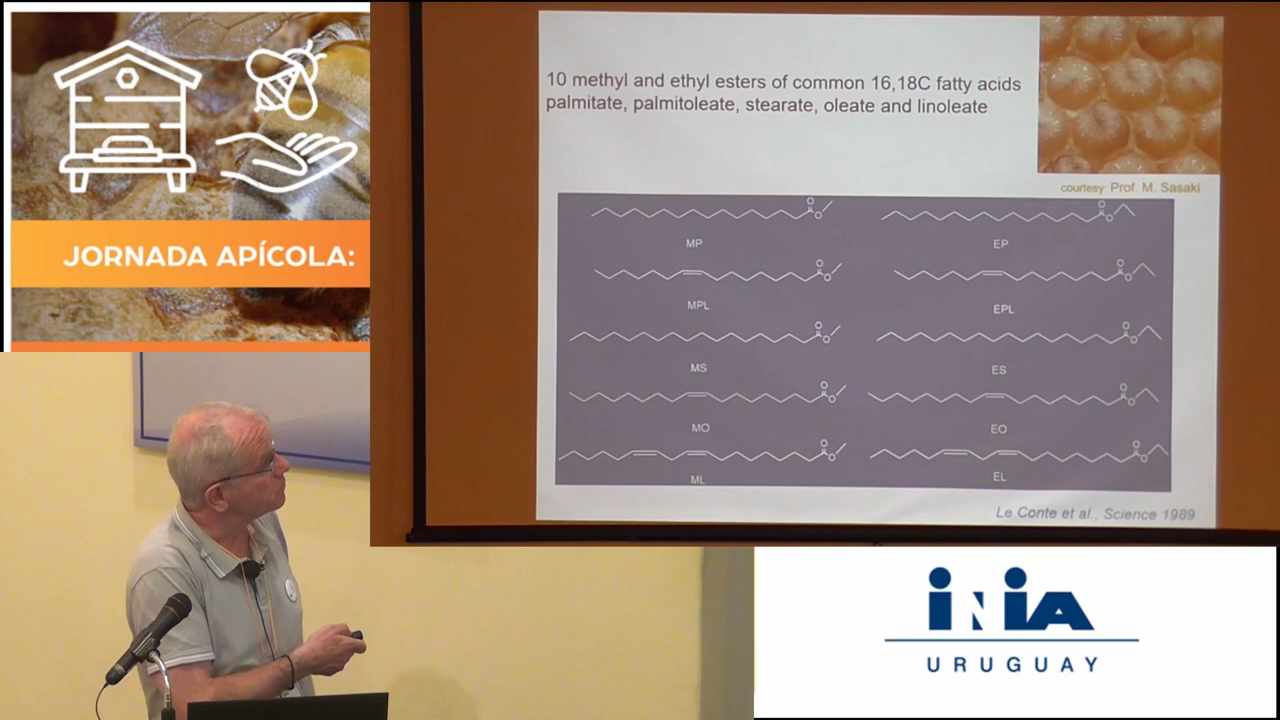 JORNADA APÍCOLA:
10 methyl and ethyl esters of common 16,18C fatty acids
palmitate, palmitoleate, stearate, oleate and linoleate
courtesy: Prof. M. Sasaki
O
O
O
O
MP
EP
O
O
O
O
MPL
EPL
O
O
O
O
MS
ES
O
O
O
O
MO
EO
O
O
O
O
ML
EL
Le Conte et al., Science 1989
INIA
URUGUAY